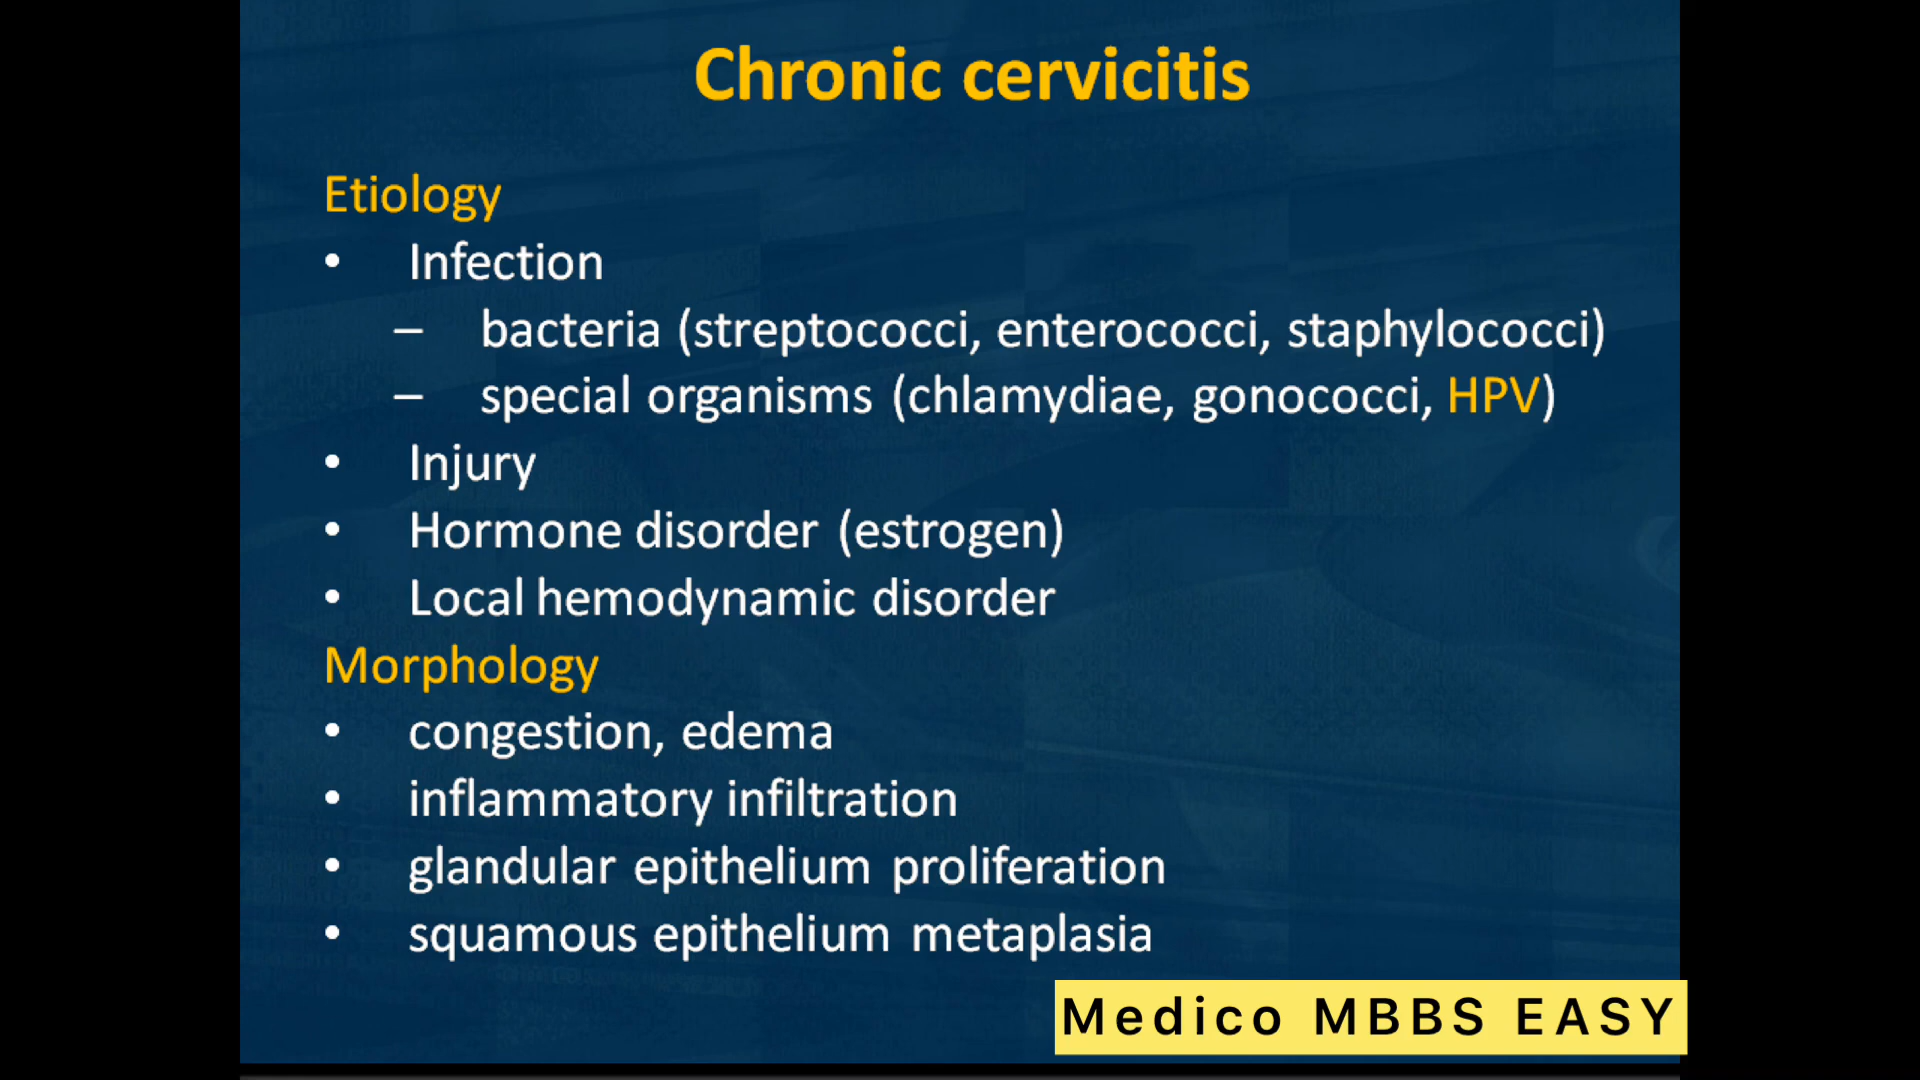 Chronic cervicitis
Etiology
• Infection
– bacteria (streptococci, enterococci, staphylococci)
– special organisms (chlamydiae, gonococci, HPV)
• Injury
• Hormone disorder (estrogen)
• Local hemodynamic disorder
Morphology
• congestion, edema
• inflammatory infiltration
• glandular epithelium proliferation
• squamous epithelium metaplasia
Medico MBBS EASY